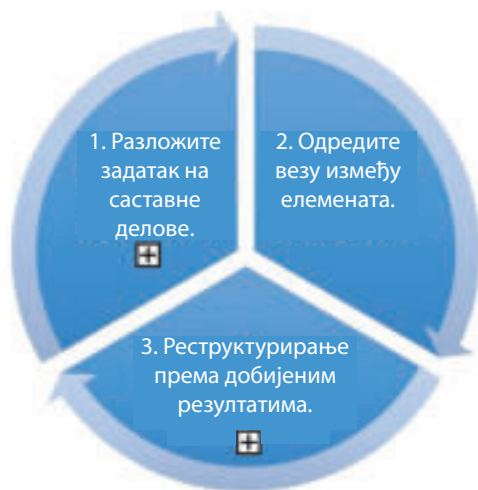 1. Разложите
задатак на
саставне
делове.
2. Одредите
везу између
елемената.
3. Реструктурирање
према добијеним
резултатима.